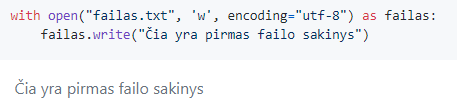 with open("failas.txt", 'w', encoding="utf-8") as failas:
    failas.write("Čia yra pirmas failo sakinys")
Čia yra pirmas failo sakinys